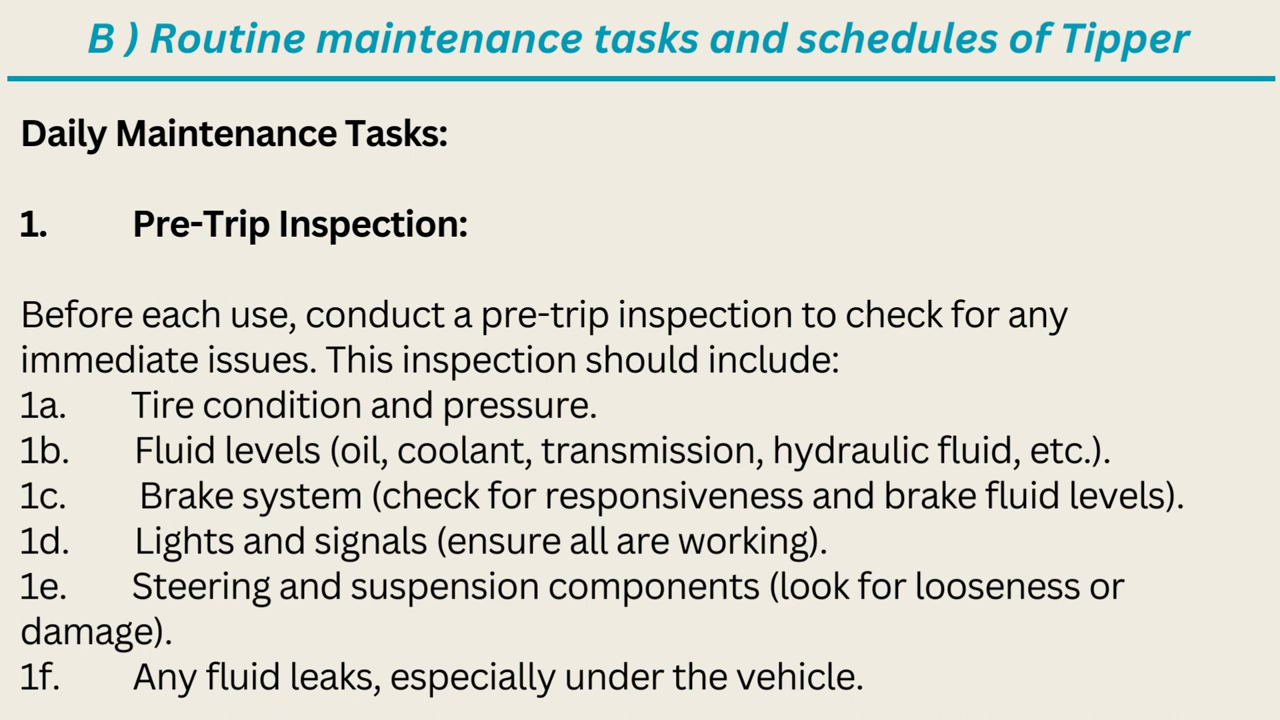 B ) Routine maintenance tasks and schedules of Tipper
Daily Maintenance Tasks:
1. Pre-Trip Inspection:
Before each use, conduct a pre-trip inspection to check for any
immediate issues. This inspection should include:
1a. Tire condition and pressure.
1b. Fluid levels (oil, coolant, transmission, hydraulic fluid, etc.).
1c. Brake system (check for responsiveness and brake fluid levels).
1d. Lights and signals (ensure all are working).
1e. Steering and suspension components (look for looseness or
damage).
1f. Any fluid leaks, especially under the vehicle.